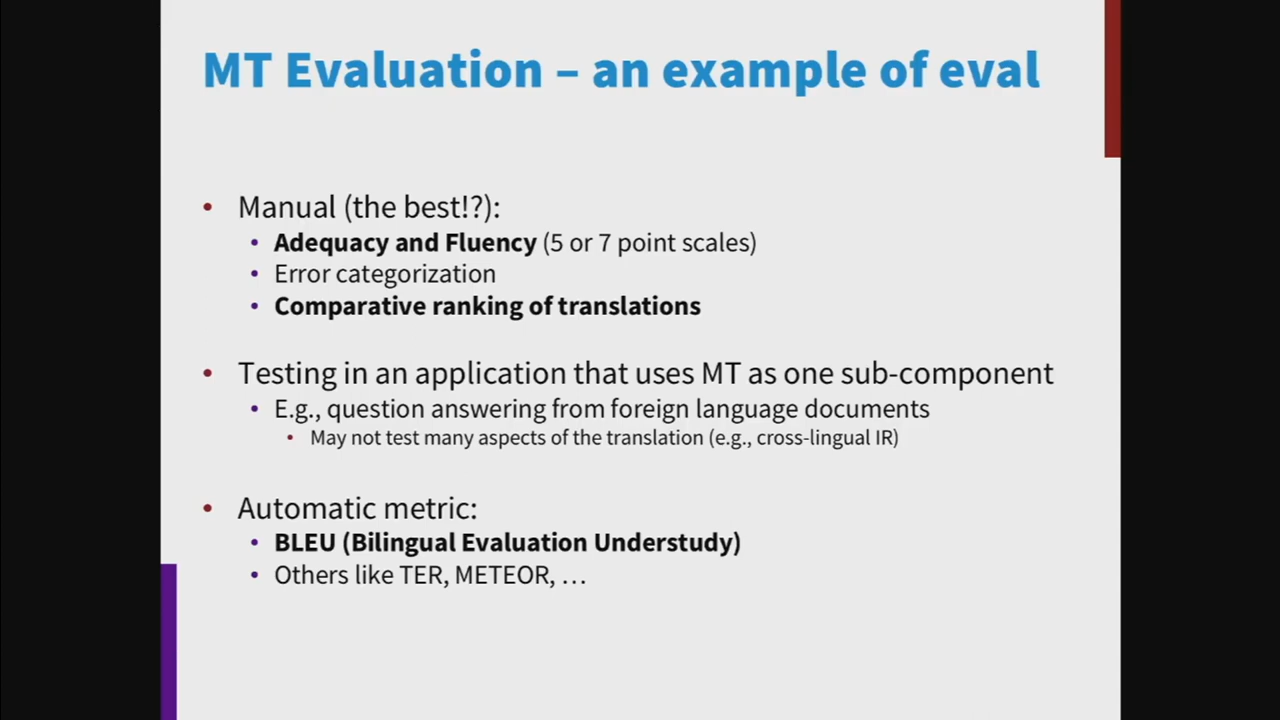 MT Evaluation – an example of eval
• Manual (the best!?):
• Adequacy and Fluency (5 or 7 point scales)
• Error categorization
• Comparative ranking of translations
• Testing in an application that uses MT as one sub-component
• E.g., question answering from foreign language documents
• May not test many aspects of the translation (e.g., cross-lingual IR)
• Automatic metric:
• BLEU (Bilingual Evaluation Understudy)
• Others like TER, METEOR, …